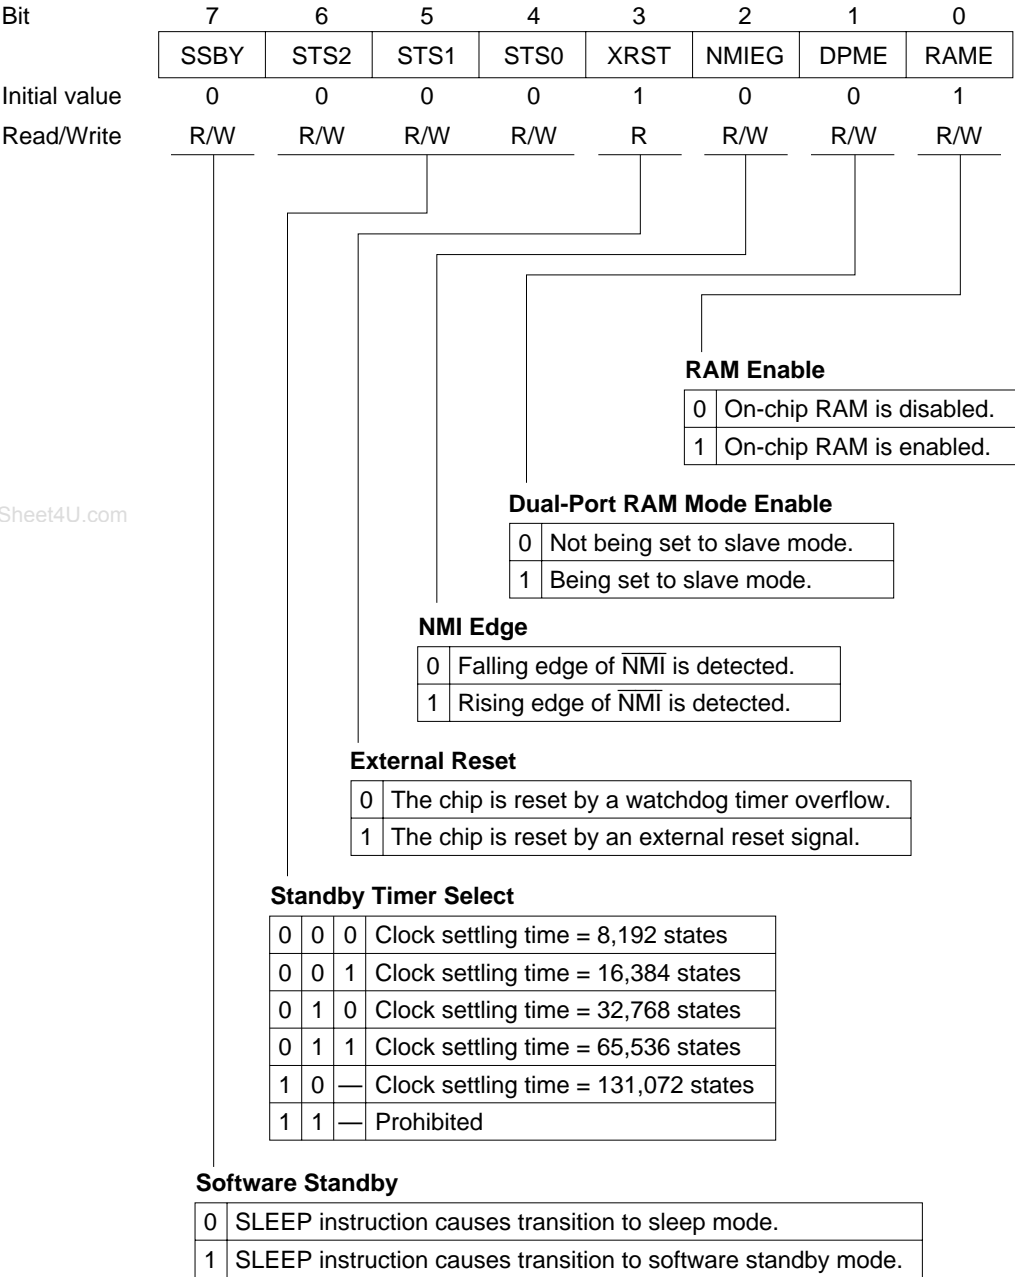 Bit 7 6 5 4 3 2 1 0
SSBY STS2 STS1 STS0 XRST NMIEG DPME RAME
Initial value 0 0 0 0 1 0 0 1
Read/Write R/W R/W R/W R/W R R/W R/W R/W
RAM Enable
0 On-chip RAM is disabled.
1 On-chip RAM is enabled.
Sheet4U.com
Dual-Port RAM Mode Enable
0 Not being set to slave mode.
1 Being set to slave mode.
NMI Edge
0 Falling edge of N̅M̅I̅ is detected.
1 Rising edge of N̅M̅I̅ is detected.
External Reset
0 The chip is reset by a watchdog timer overflow.
1 The chip is reset by an external reset signal.
Standby Timer Select
0 0 0 Clock settling time = 8,192 states
0 0 1 Clock settling time = 16,384 states
0 1 0 Clock settling time = 32,768 states
0 1 1 Clock settling time = 65,536 states
1 0 — Clock settling time = 131,072 states
1 1 — Prohibited
Software Standby
0 SLEEP instruction causes transition to sleep mode.
1 SLEEP instruction causes transition to software standby mode.